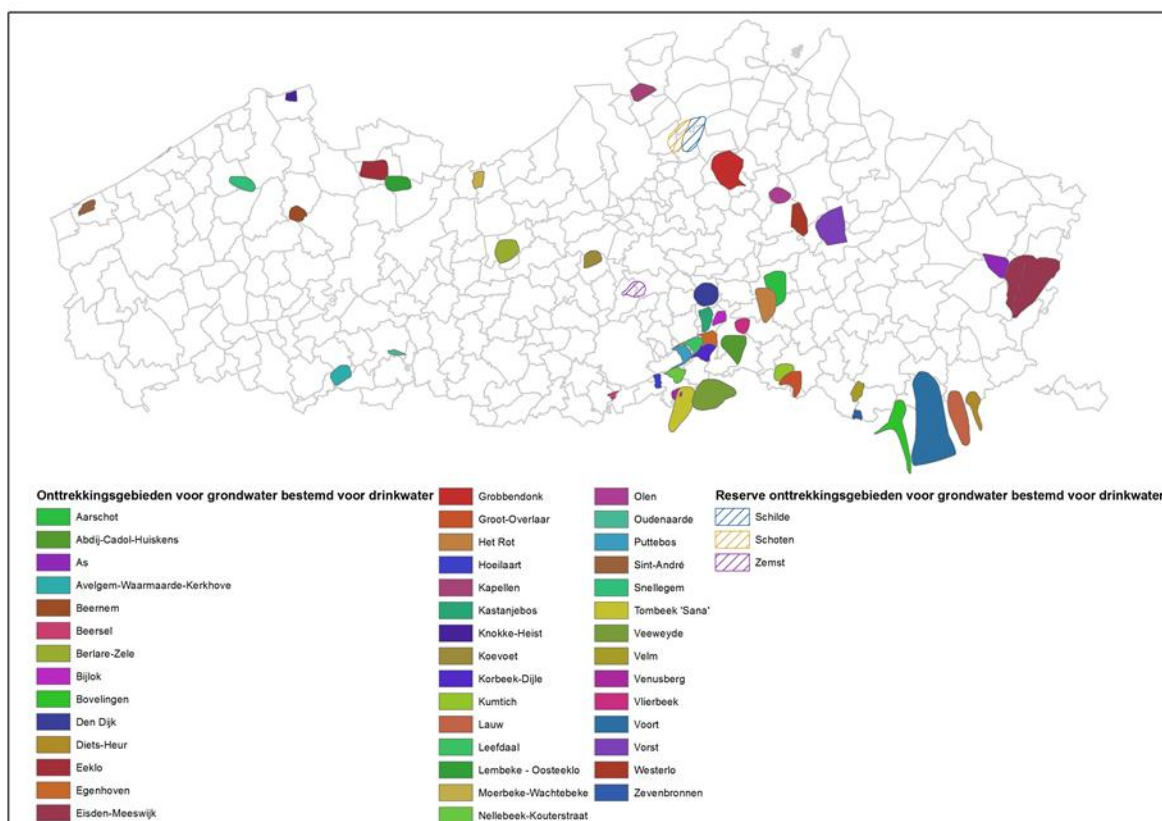 Onttrekkingsgebieden voor grondwater bestemd voor drinkwater
Aarschot
Abdij-Cadol-Huiskens
As
Avelgem-Waarmaarde-Kerkhove
Beernem
Beersel
Berlare-Zele
Bijlok
Bovelingen
Den Dijk
Diets-Heur
Eeklo
Egenhoven
Eisden-Meeswijk
Grobbendonk
Groot-Overlaar
Het Rot
Hoeilaart
Kapellen
Kastanjebos
Knokke-Heist
Koevoet
Korbeek-Dijle
Kumtich
Lauw
Leefdaal
Lembeke - Oosteeklo
Moerbeke-Wachtebeke
Nellebeek-Kouterstraat
Olen
Oudenaarde
Puttebos
Sint-André
Snellegem
Tombeek 'Sana'
Veeweyde
Velm
Venusberg
Vlierbeek
Voort
Vorst
Westerlo
Zevenbronnen
Reserve onttrekkingsgebieden voor grondwater bestemd voor drinkwater
Schilde
Schoten
Zemst